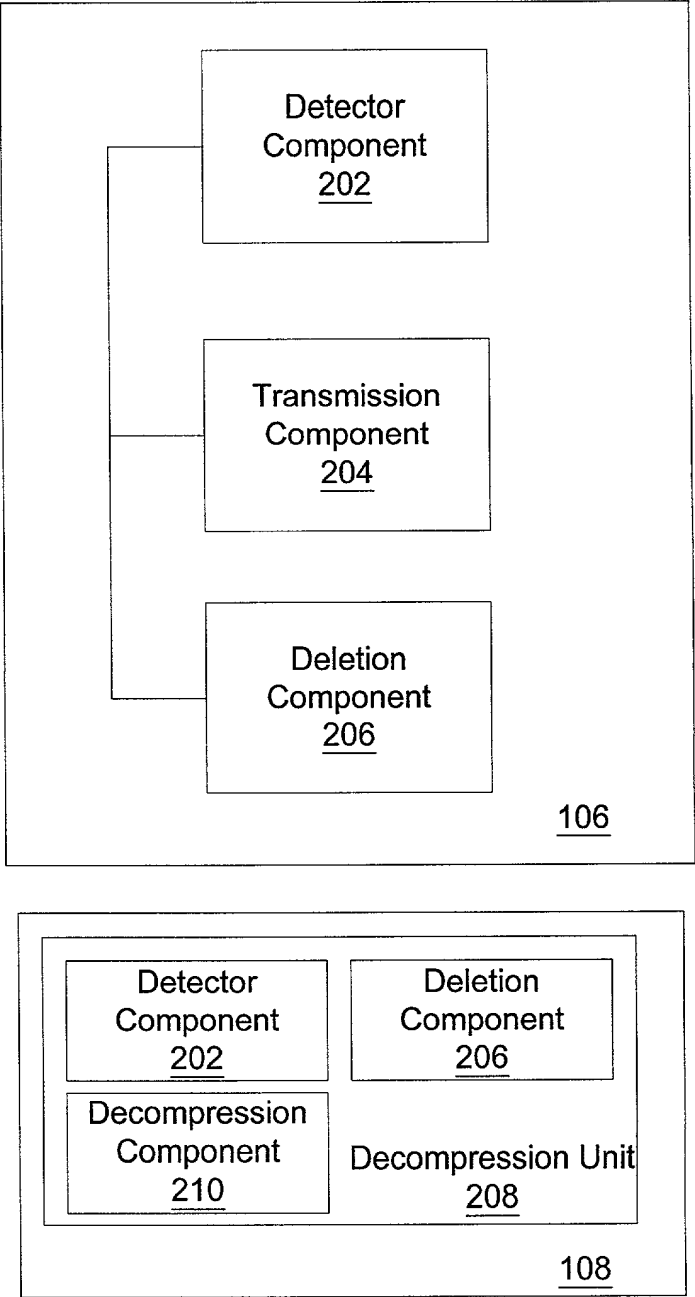 Detector
Component
202
Transmission
Component
204
Deletion
Component
206
106
Detector
Component
202
Deletion
Component
206
Decompression
Component
210
Decompression Unit
208
108